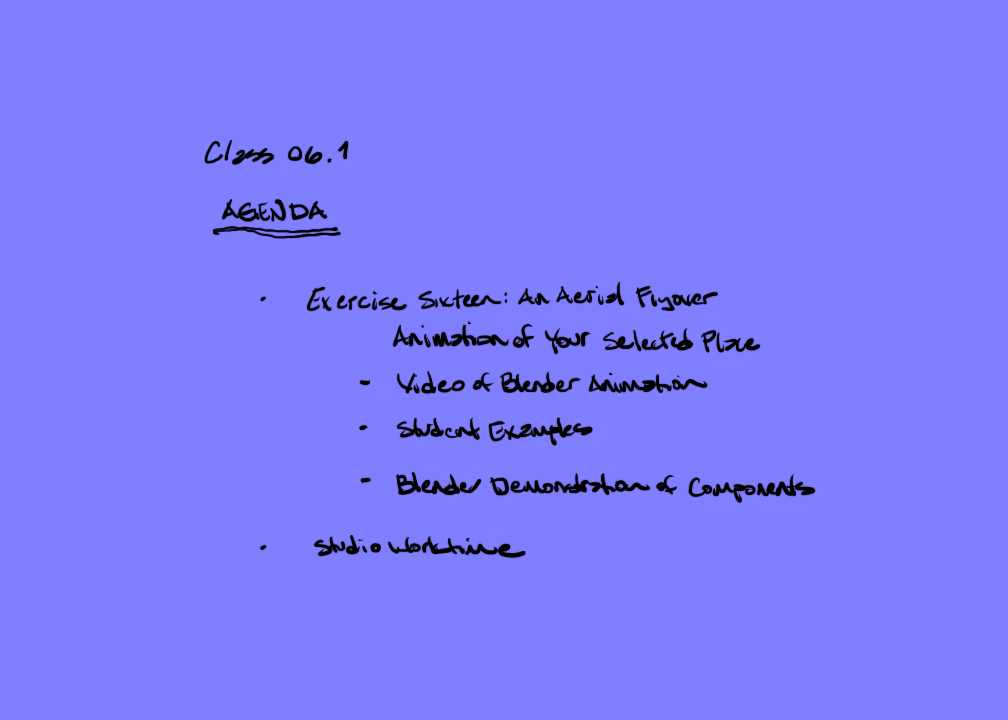 Class 06.1
AGENDA
• Exercise Sixteen: An Aerial Flyover
Animation of Your Selected Place
- Video of Blender Animation
- Student Examples
- Blender Demonstration of Components
• Studio Worktime